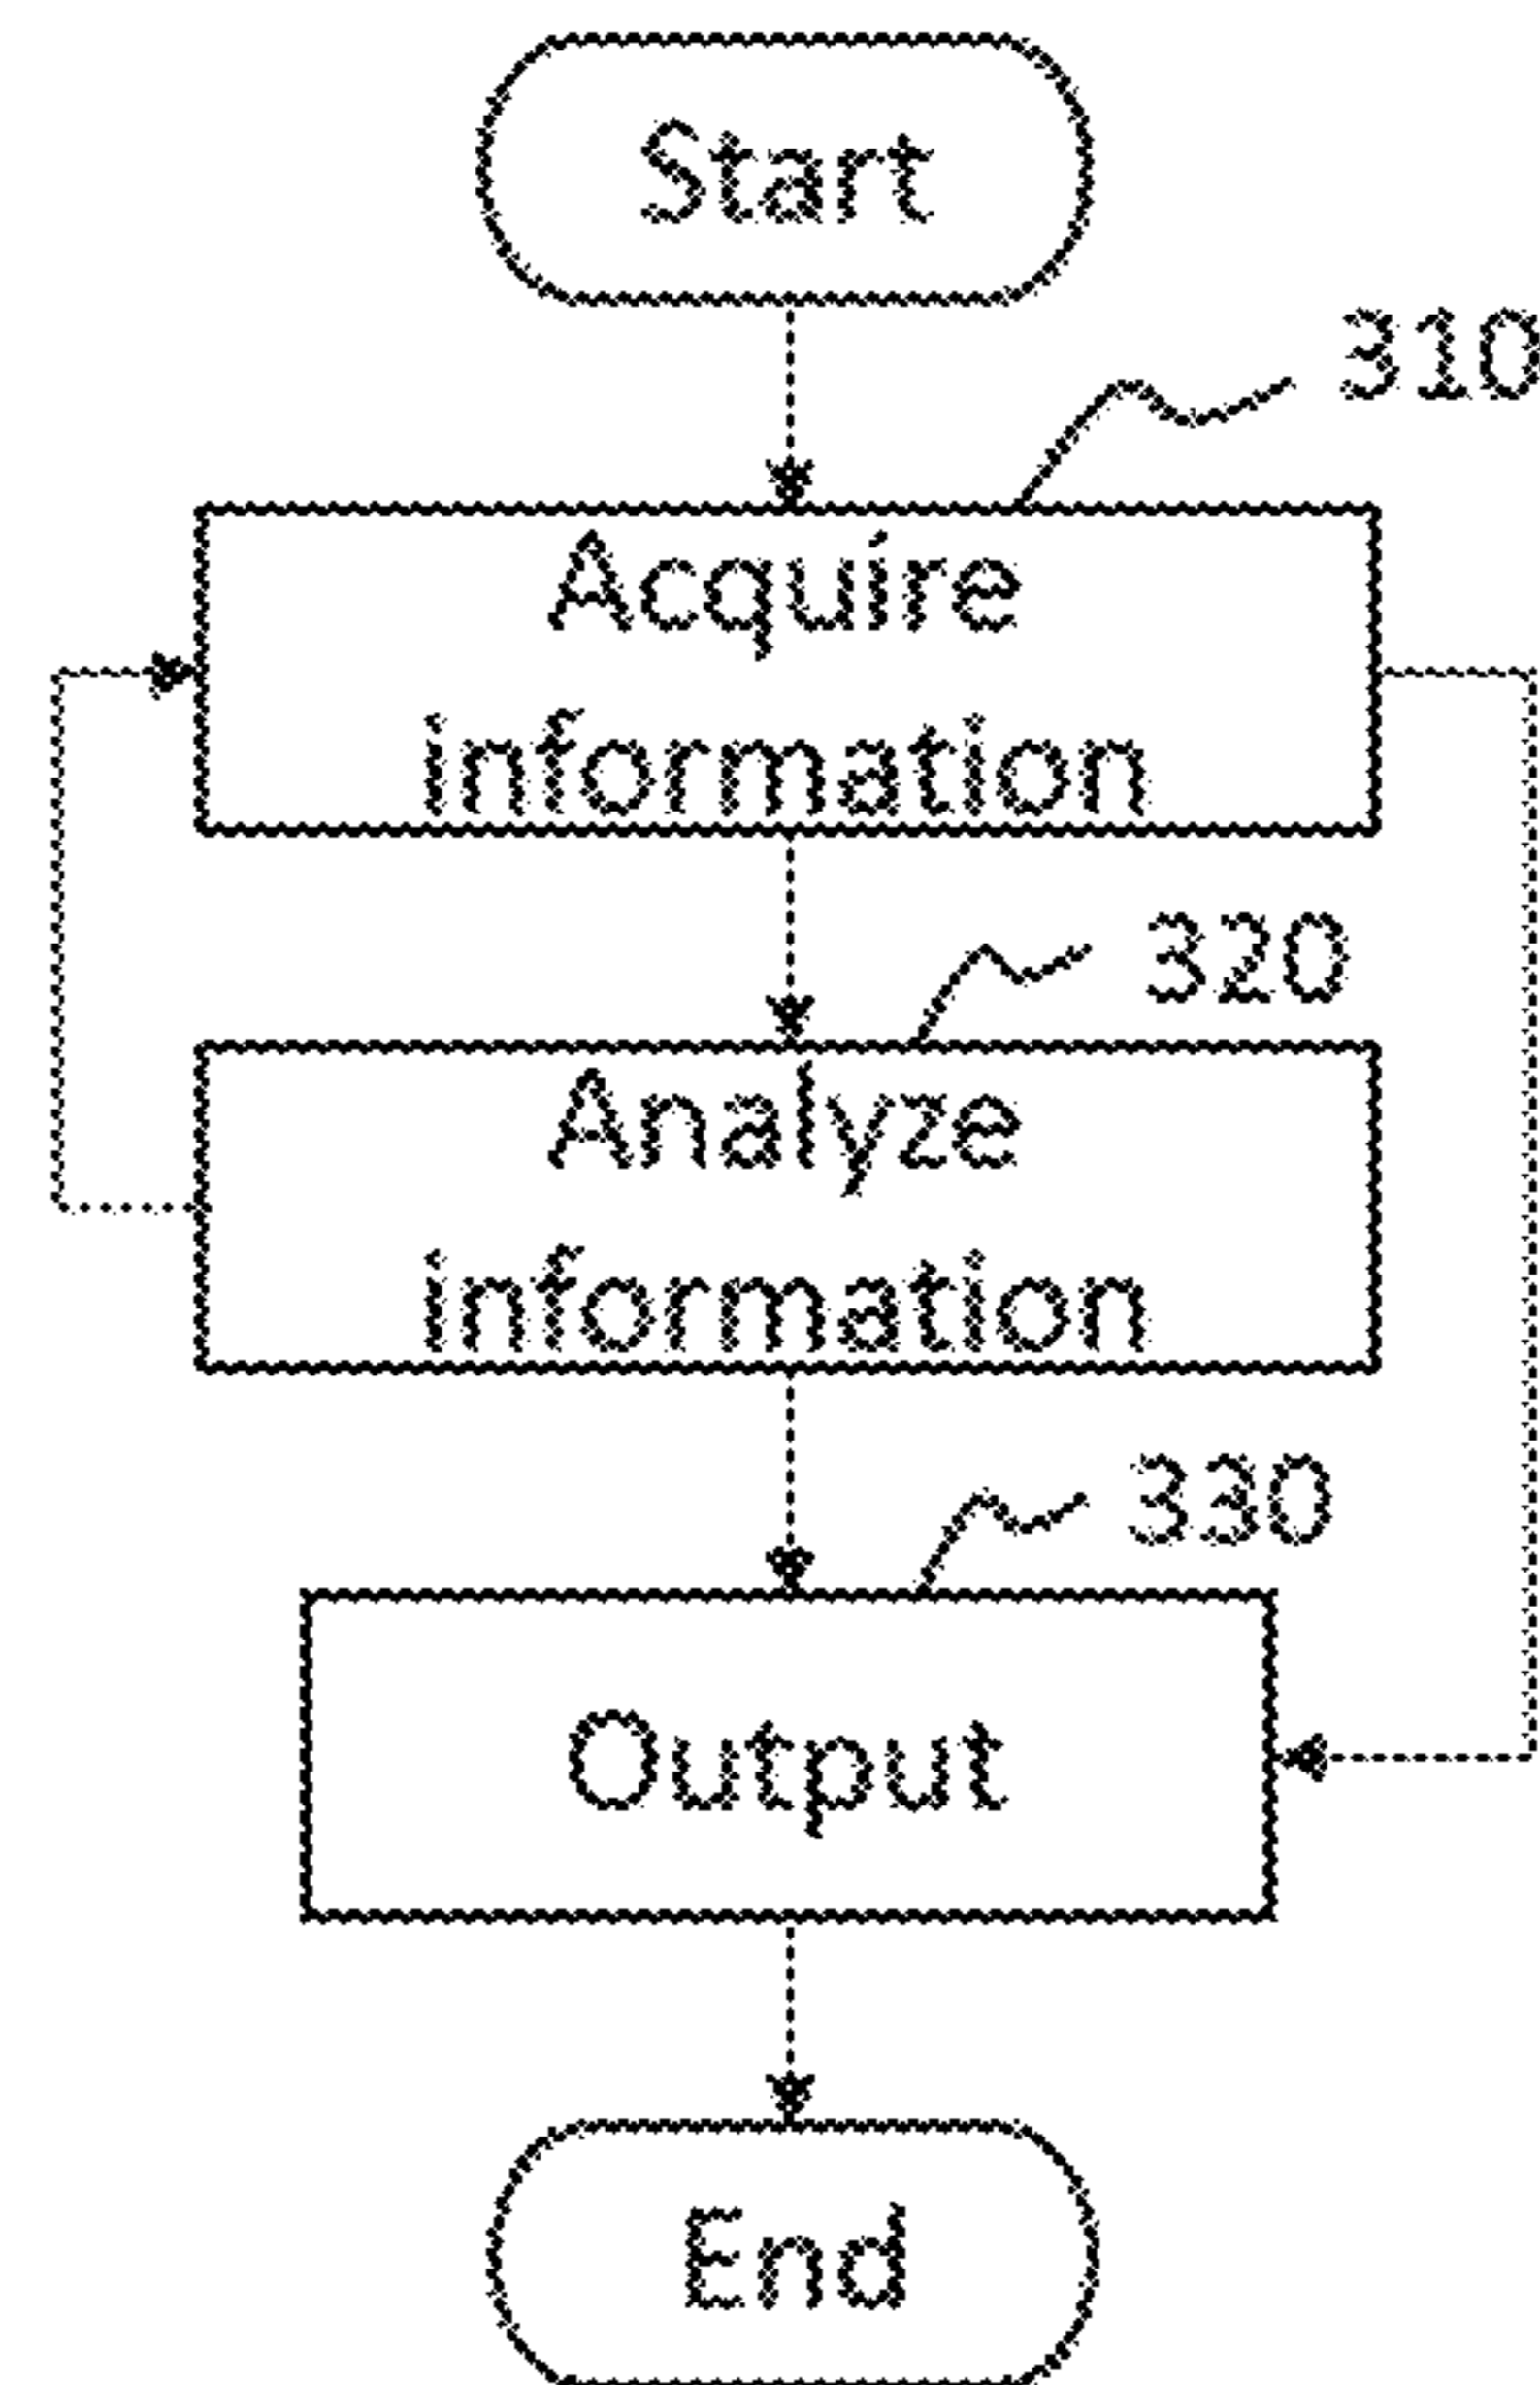 Start
310
Acquire
information
320
Analyze
information
330
Output
End